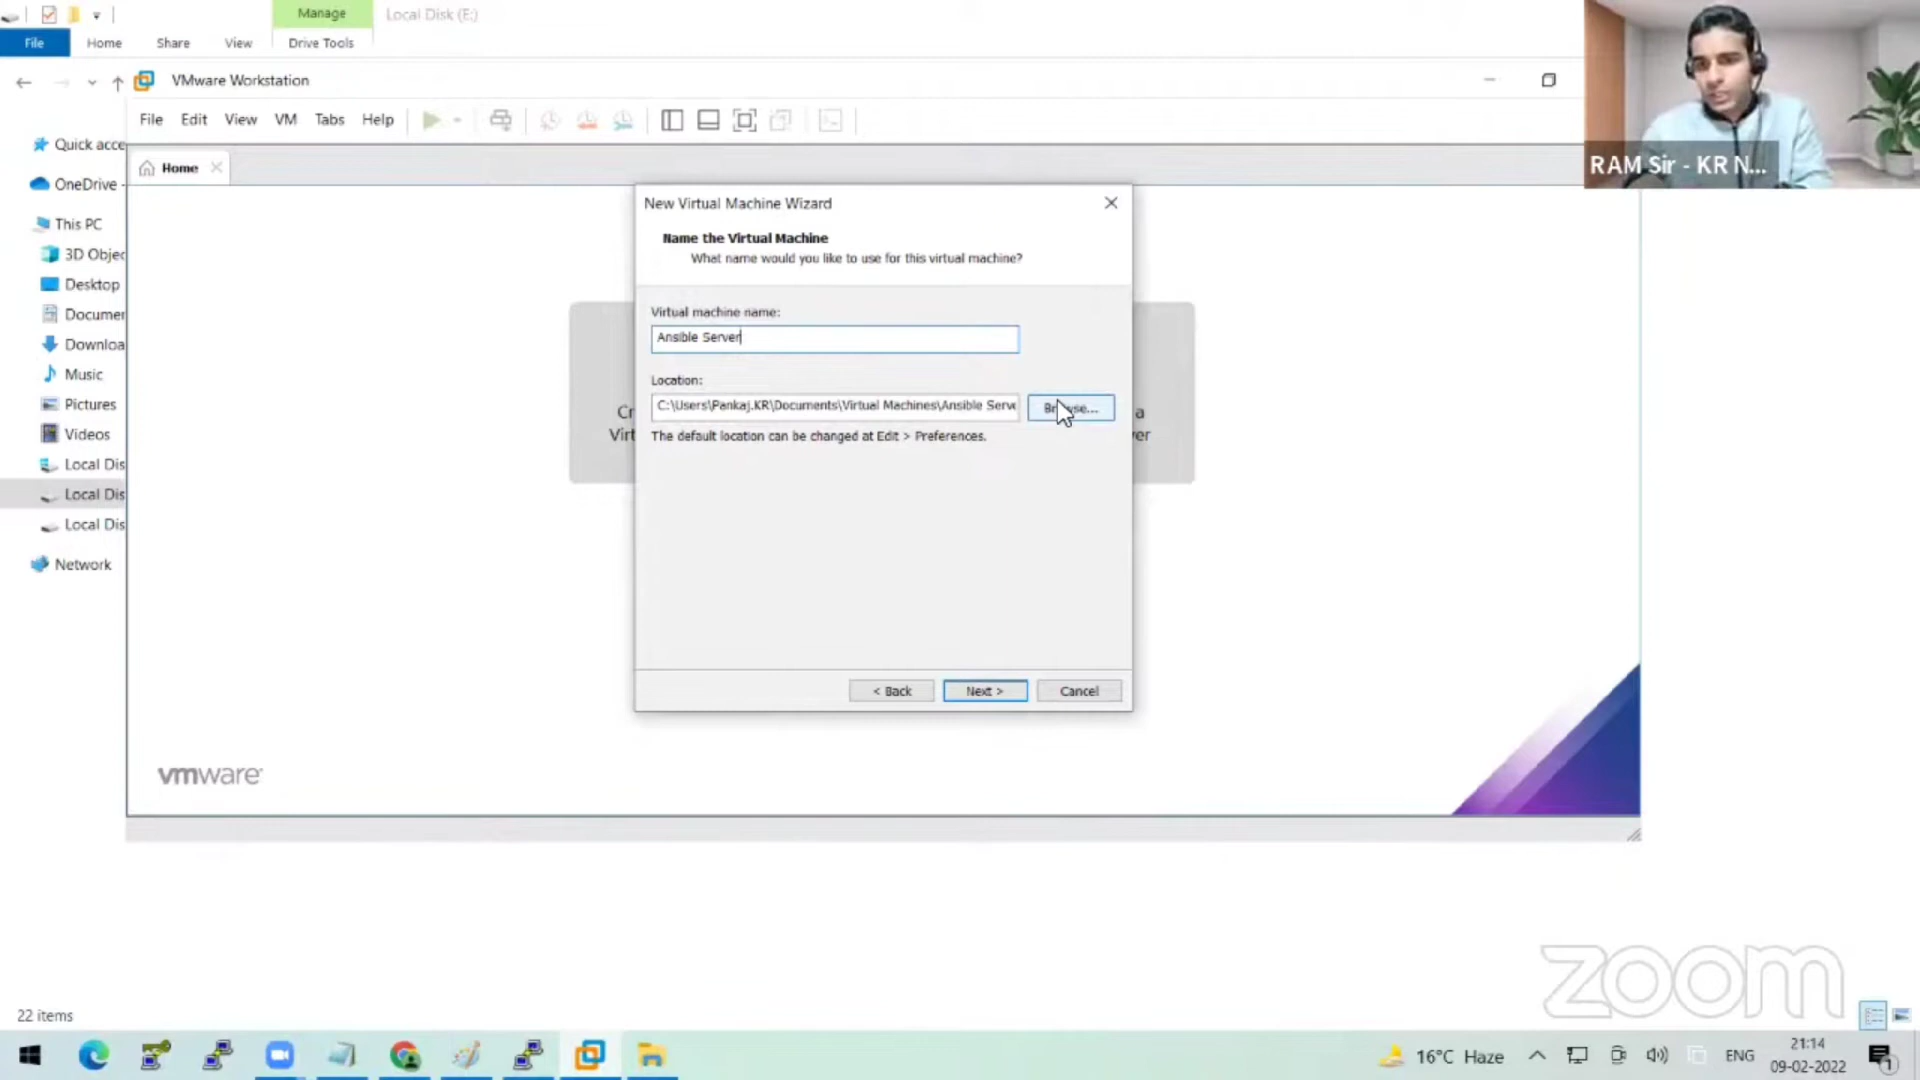 Manage
Local Disk (E:)
File
Home
Share
View
Drive Tools
VMware Workstation
File
Edit
View
VM
Tabs
Help
RAM Sir - KR N...
Quick acce
OneDrive -
This PC
3D Objec
Desktop
Documen
Downloa
Music
Pictures
Videos
Local Dis
Local Dis
Local Dis
Network
Home
New Virtual Machine Wizard
Name the Virtual Machine
What name would you like to use for this virtual machine?
Virtual machine name:
Ansible Server
Location:
C:\Users\Pankaj.KR\Documents\Virtual Machines\Ansible Serve
Browse...
The default location can be changed at Edit > Preferences.
Cr
a
Virt
ver
< Back
Next >
Cancel
vmware
zoom
22 items
16°C Haze
ENG
21:14
09-02-2022
1